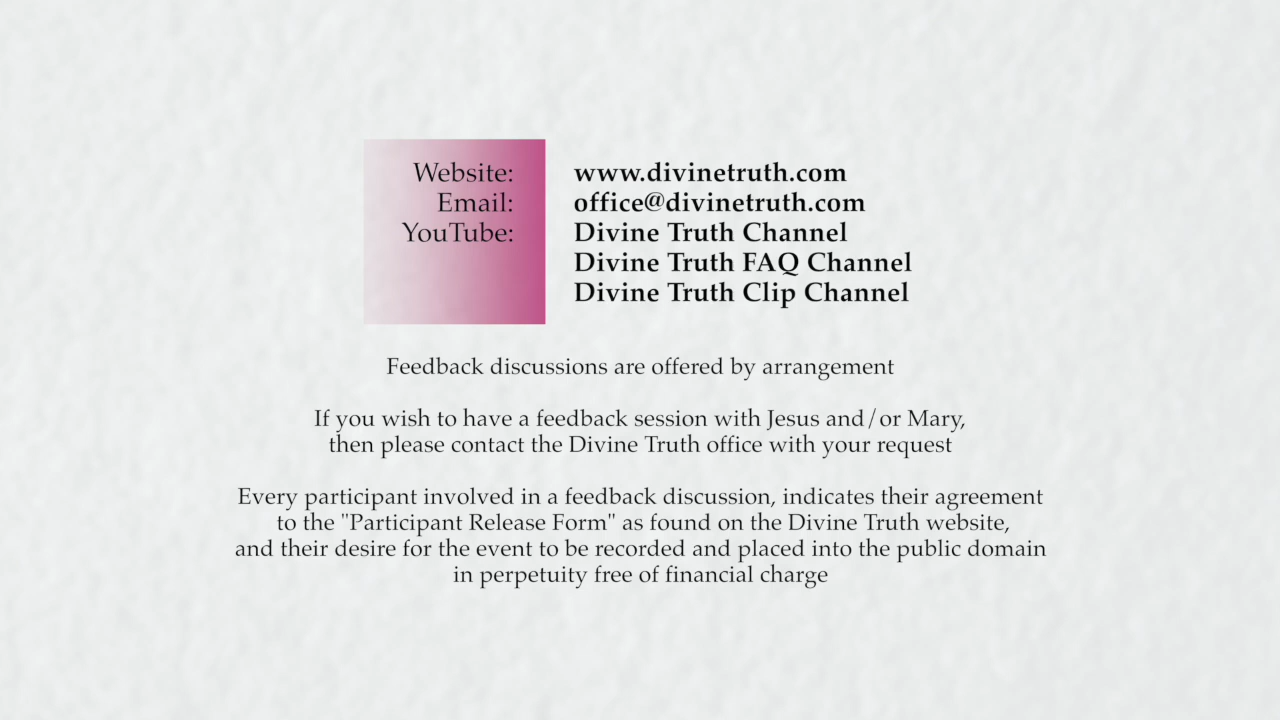 Website: www.divinetruth.com
Email: office@divinetruth.com
YouTube: Divine Truth Channel
Divine Truth FAQ Channel
Divine Truth Clip Channel
Feedback discussions are offered by arrangement
If you wish to have a feedback session with Jesus and/or Mary,
then please contact the Divine Truth office with your request
Every participant involved in a feedback discussion, indicates their agreement
to the "Participant Release Form" as found on the Divine Truth website,
and their desire for the event to be recorded and placed into the public domain
in perpetuity free of financial charge